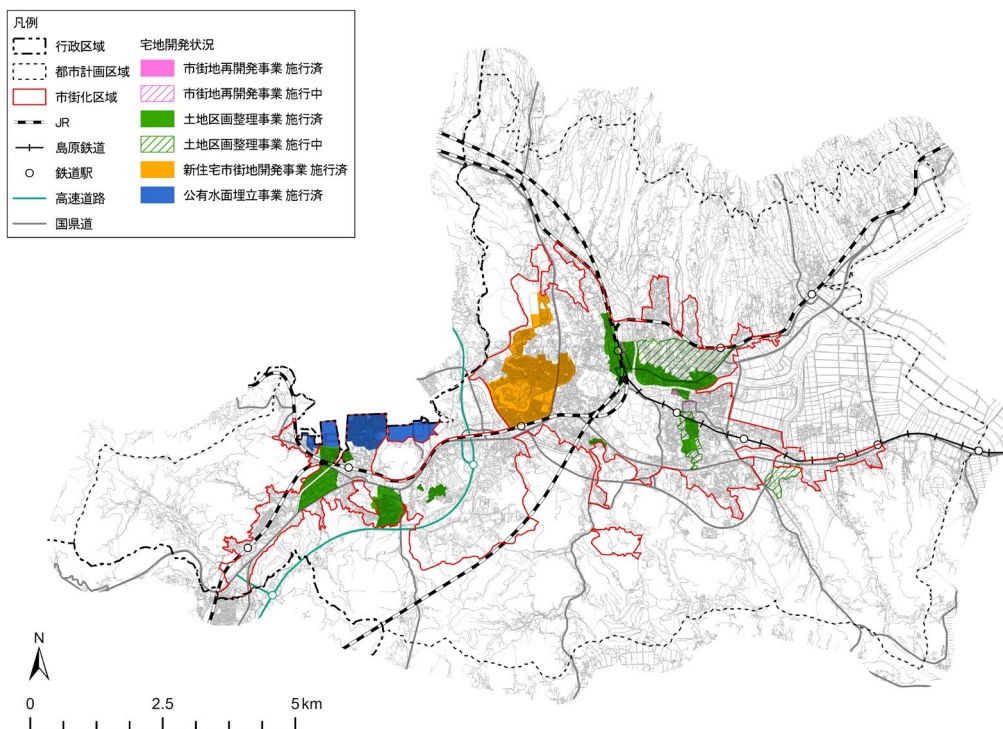 凡例
行政区域
都市計画区域
市街化区域
JR
島原鉄道
鉄道駅
高速道路
国県道
宅地開発状況
市街地再開発事業 施行済
市街地再開発事業 施行中
土地区画整理事業 施行済
土地区画整理事業 施行中
新住宅市街地開発事業 施行済
公有水面埋立事業 施行済
N
0 2.5 5km